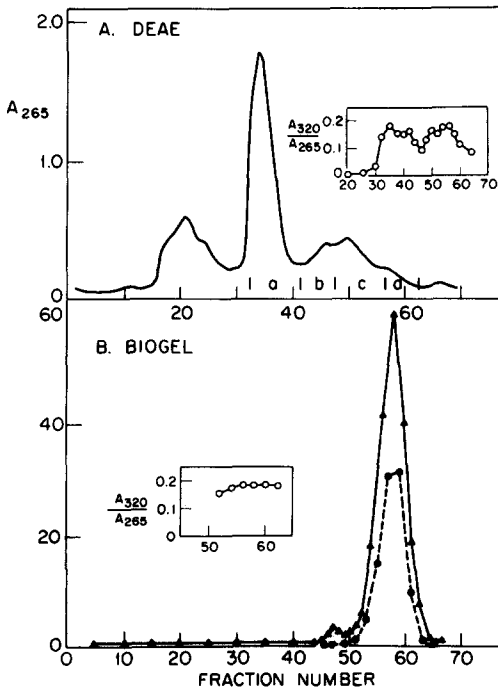 A. DEAE
2.0
A265
1.0
0
A320
A265
0.2
0.1
0
20 30 40 50 60 70
a b c d
20 40 60
B. BIOGEL
60
40
20
0
A320
A265
0.2
0.1
0
50 60
0 10 20 30 40 50 60 70
FRACTION NUMBER